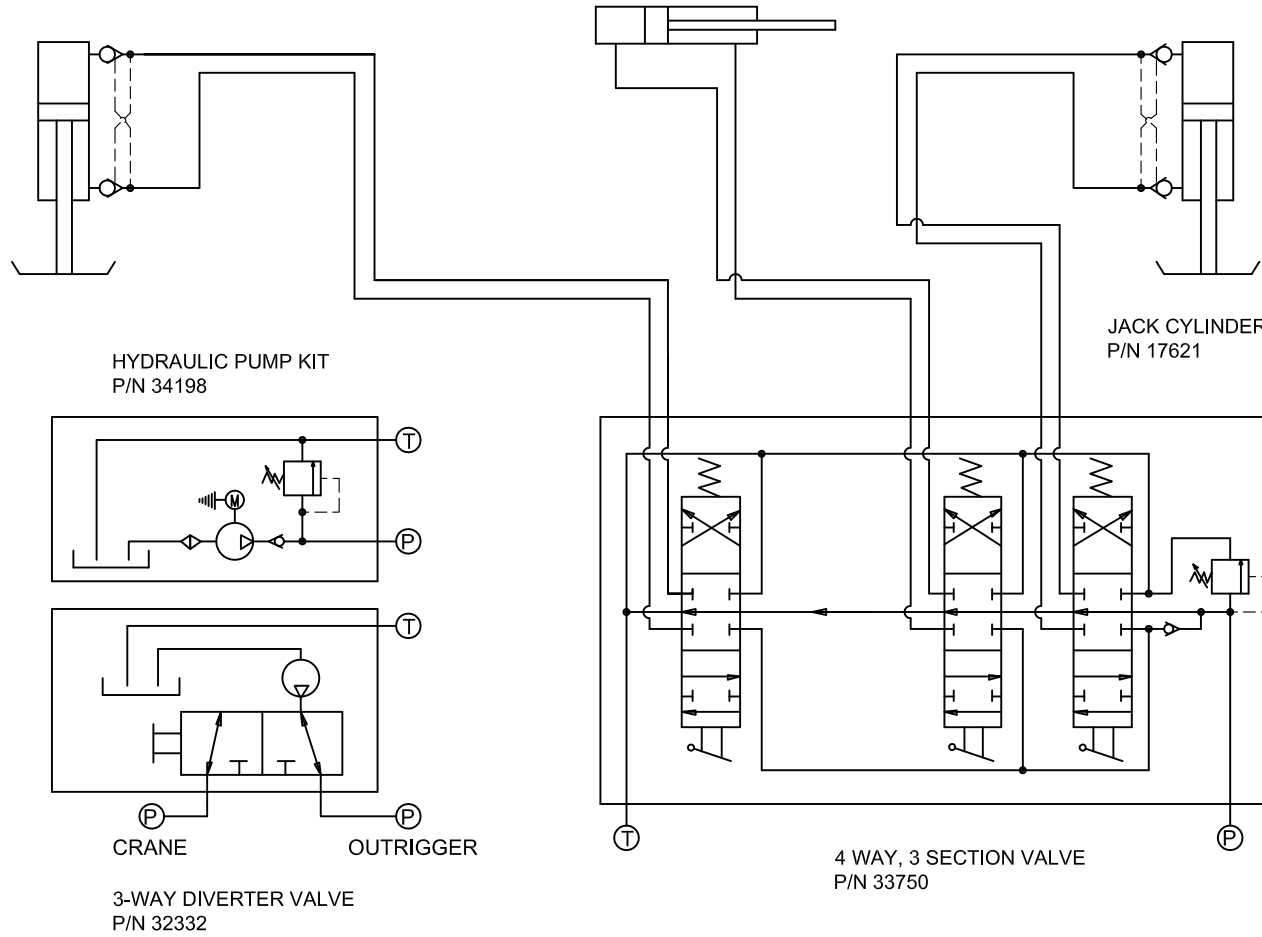 JACK CYLINDER
P/N 17621
HYDRAULIC PUMP KIT
P/N 34198
T
M
P
T
P
P
CRANE
OUTRIGGER
3-WAY DIVERTER VALVE
P/N 32332
T
P
4 WAY, 3 SECTION VALVE
P/N 33750